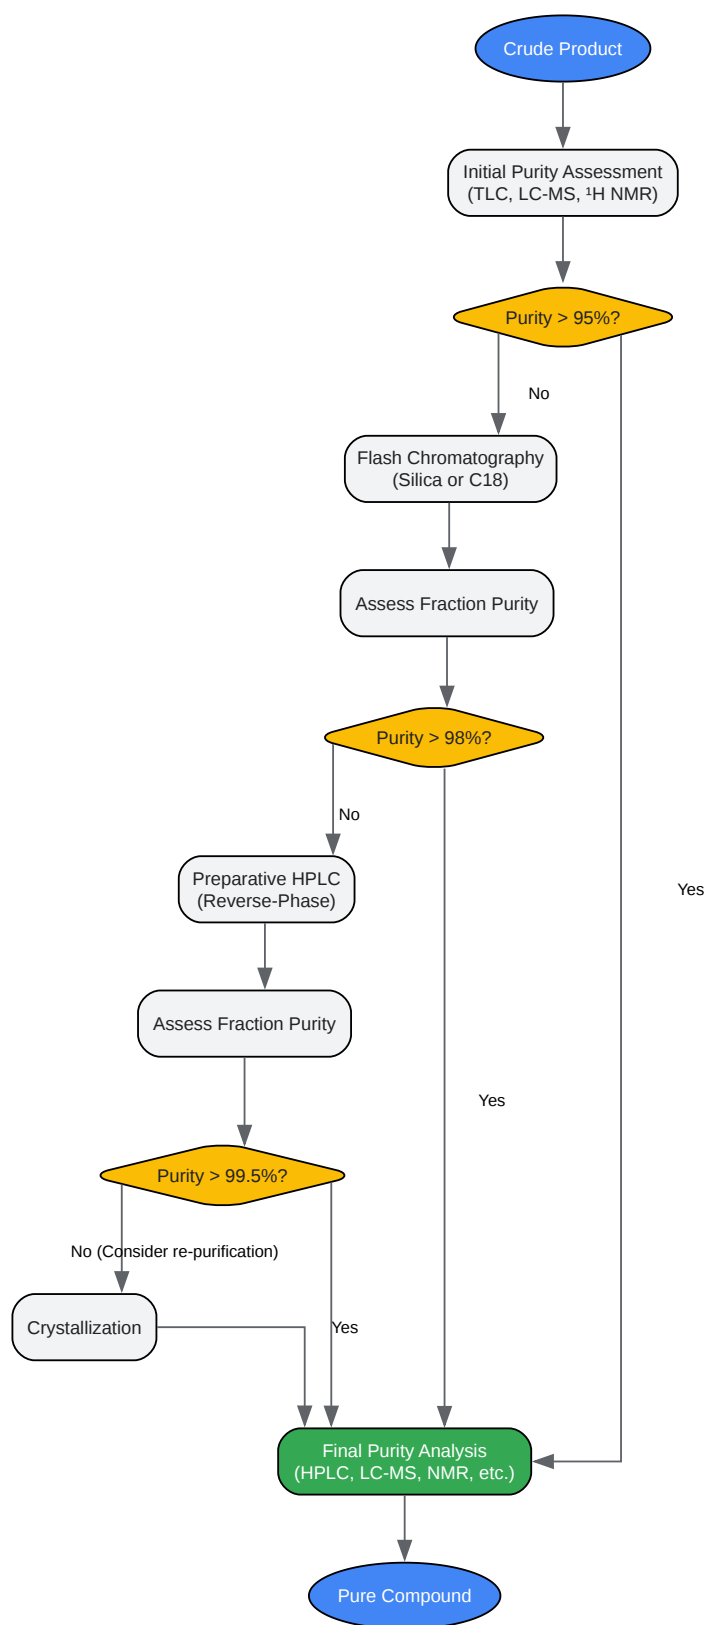 Crude Product
Initial Purity Assessment
(TLC, LC-MS, ¹H NMR)
Purity > 95%?
No
Flash Chromatography
(Silica or C18)
Assess Fraction Purity
Purity > 98%?
No
Preparative HPLC
(Reverse-Phase)
Yes
Assess Fraction Purity
Yes
Purity > 99.5%?
No (Consider re-purification)
Crystallization
Yes
Final Purity Analysis
(HPLC, LC-MS, NMR, etc.)
Pure Compound